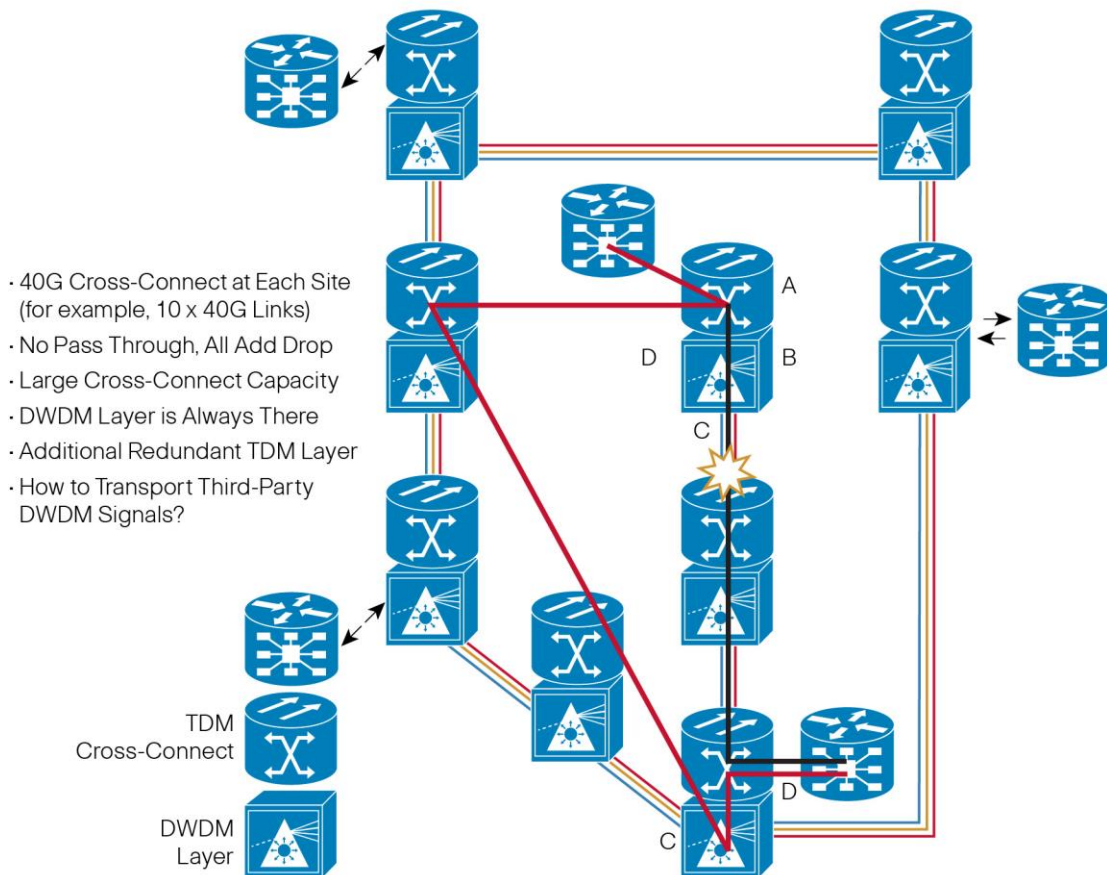 A
· 40G Cross-Connect at Each Site
(for example, 10 x 40G Links)
· No Pass Through, All Add Drop
D
B
· Large Cross-Connect Capacity
· DWDM Layer is Always There
C
· Additional Redundant TDM Layer
· How to Transport Third-Party
DWDM Signals?
TDM
Cross-Connect
D
DWDM
Layer
C